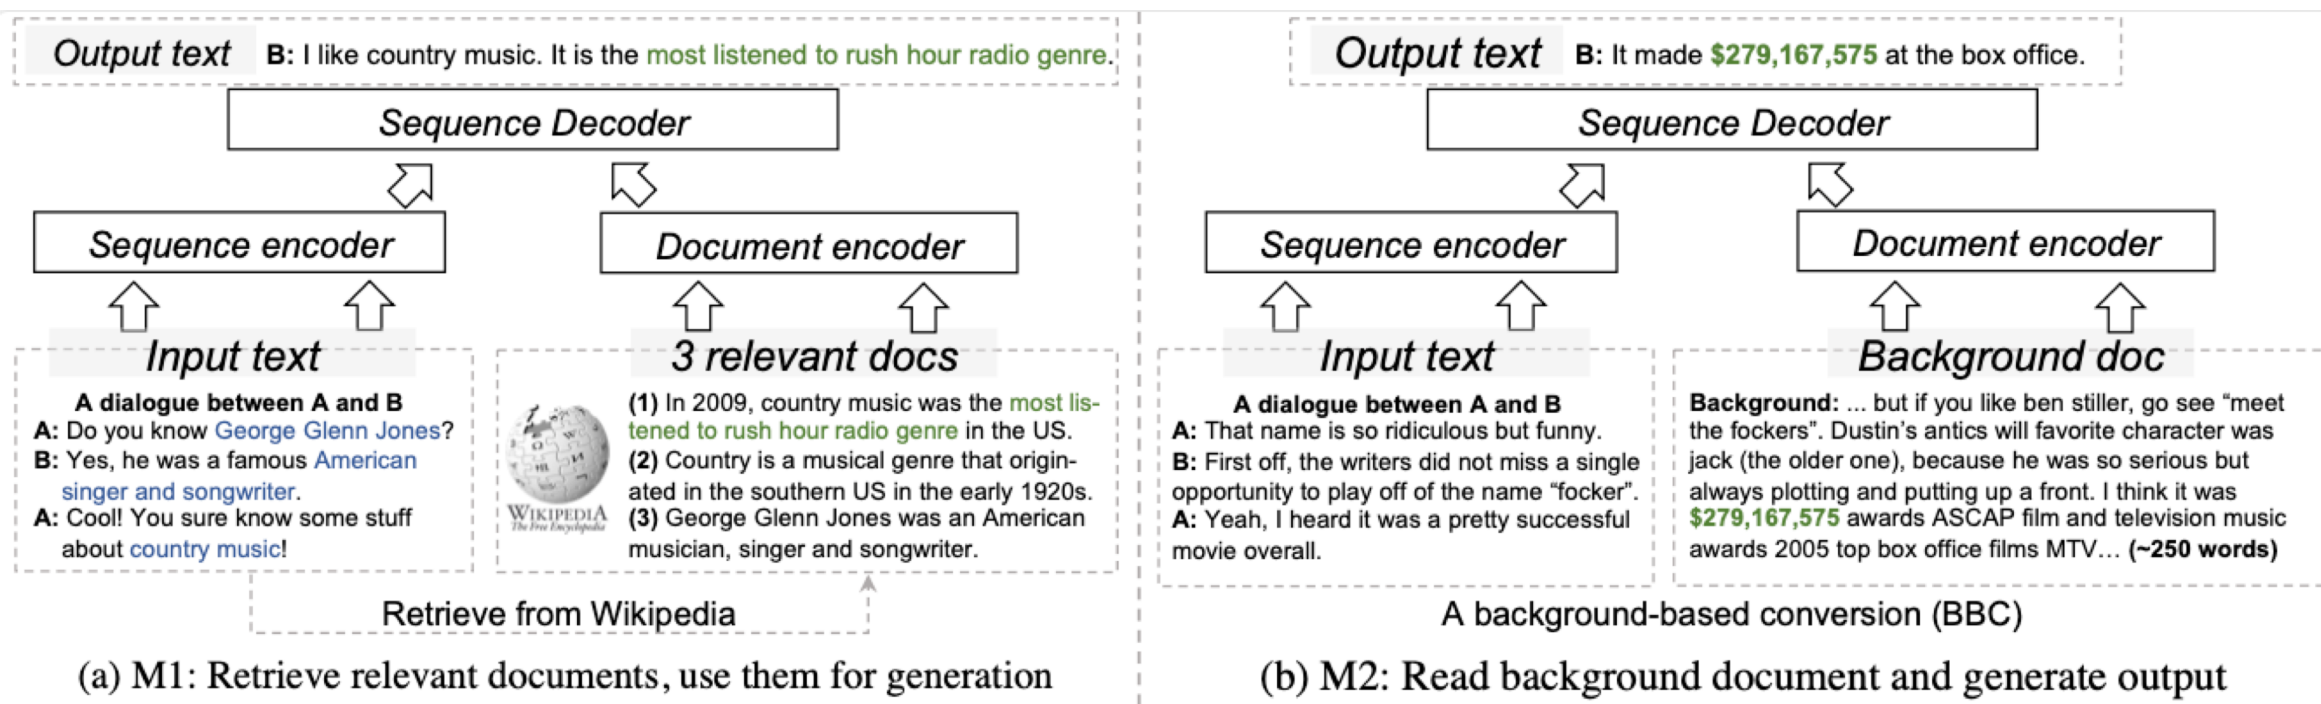 Output text B: I like country music. It is the most listened to rush hour radio genre.
Sequence Decoder
Sequence encoder
Document encoder
Input text
A dialogue between A and B
A: Do you know George Glenn Jones?
B: Yes, he was a famous American
singer and songwriter.
A: Cool! You sure know some stuff
about country music!
3 relevant docs
WIKIPEDIA
The Free Encyclopedia
(1) In 2009, country music was the most lis-
tened to rush hour radio genre in the US.
(2) Country is a musical genre that origin-
ated in the southern US in the early 1920s.
(3) George Glenn Jones was an American
musician, singer and songwriter.
Retrieve from Wikipedia
(a) M1: Retrieve relevant documents, use them for generation
Output text B: It made $279,167,575 at the box office.
Sequence Decoder
Sequence encoder
Document encoder
Input text
A dialogue between A and B
A: That name is so ridiculous but funny.
B: First off, the writers did not miss a single
opportunity to play off of the name “focker”.
A: Yeah, I heard it was a pretty successful
movie overall.
Background doc
Background: ... but if you like ben stiller, go see “meet
the fockers”. Dustin’s antics will favorite character was
jack (the older one), because he was so serious but
always plotting and putting up a front. I think it was
$279,167,575 awards ASCAP film and television music
awards 2005 top box office films MTV... (~250 words)
A background-based conversion (BBC)
(b) M2: Read background document and generate output